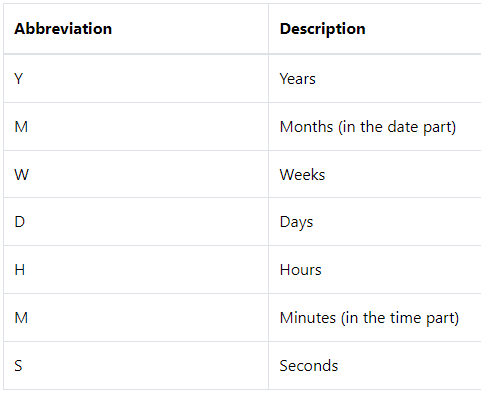 Abbreviation Description
Y Years
M Months (in the date part)
W Weeks
D Days
H Hours
M Minutes (in the time part)
S Seconds